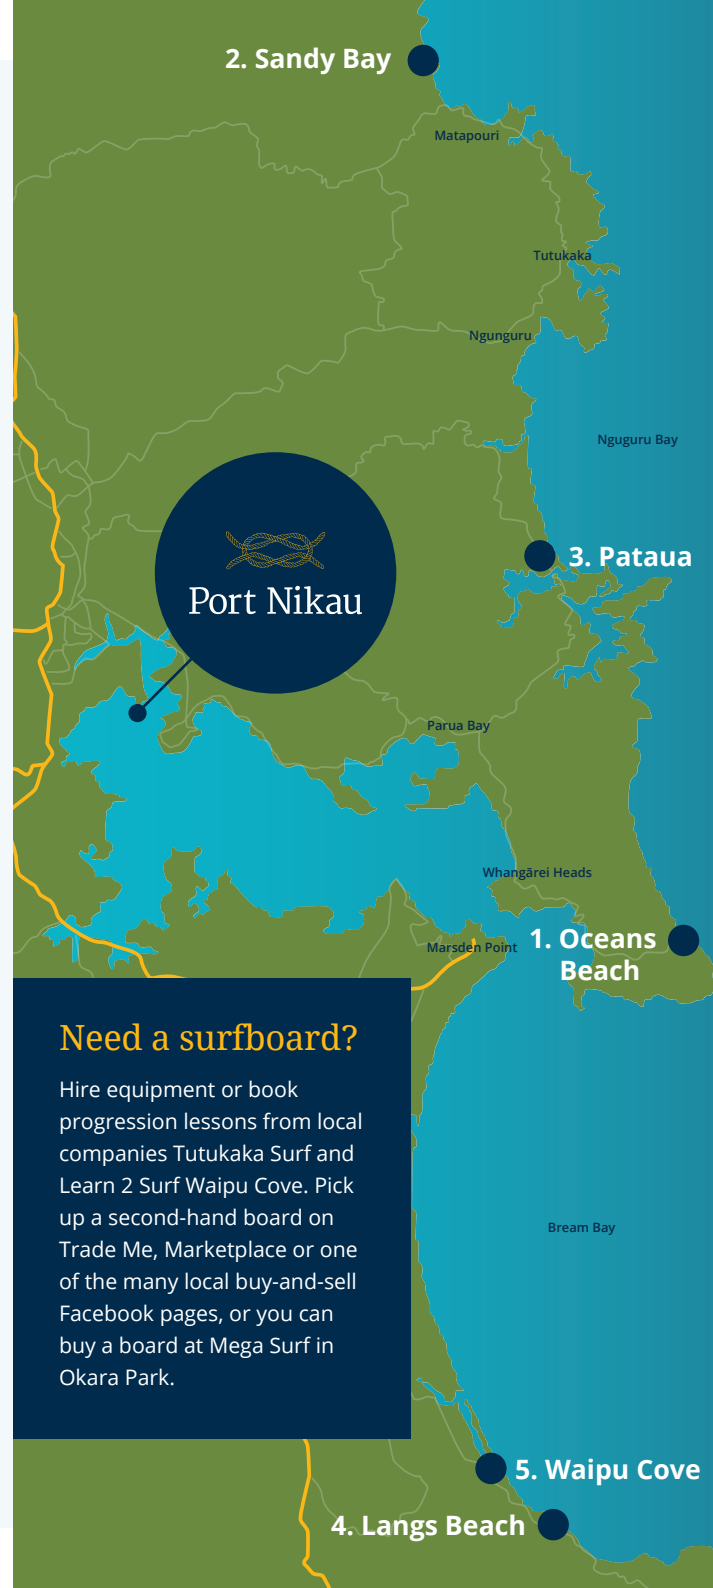 2. Sandy Bay
Matapouri
Tutukaka
Ngunguru
Nguguru Bay
3. Pataua
Port Nikau
Parua Bay
Whangārei Heads
1. Oceans
Beach
Marsden Point
Need a surfboard?
Hire equipment or book
progression lessons from local
companies Tutukaka Surf and
Learn 2 Surf Waipu Cove. Pick
up a second-hand board on
Trade Me, Marketplace or one
of the many local buy-and-sell
Facebook pages, or you can
buy a board at Mega Surf in
Okara Park.
Bream Bay
5. Waipu Cove
4. Langs Beach